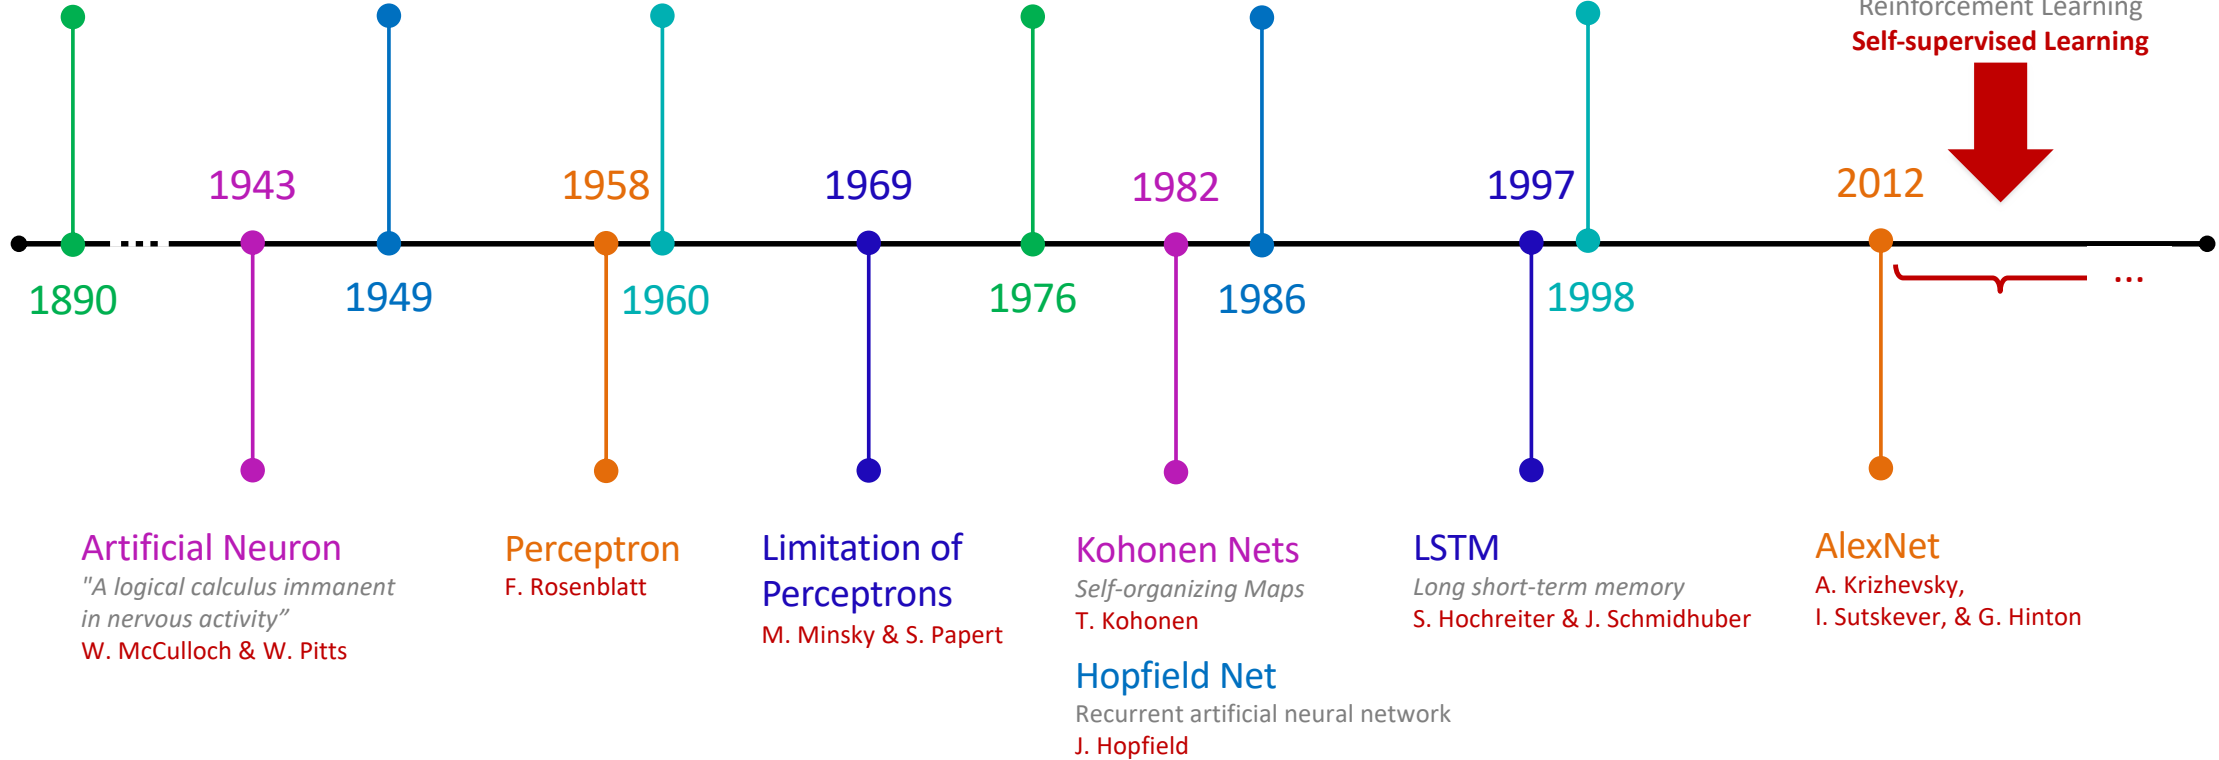 Reinforcement Learning
Self-supervised Learning
1943
1958
1969
1982
1997
2012
1890
1949
1960
1976
1986
1998
...
Artificial Neuron
"A logical calculus immanent
in nervous activity”
W. McCulloch & W. Pitts
Perceptron
F. Rosenblatt
Limitation of
Perceptrons
M. Minsky & S. Papert
Kohonen Nets
Self-organizing Maps
T. Kohonen
Hopfield Net
Recurrent artificial neural network
J. Hopfield
LSTM
Long short-term memory
S. Hochreiter & J. Schmidhuber
AlexNet
A. Krizhevsky,
I. Sutskever, & G. Hinton